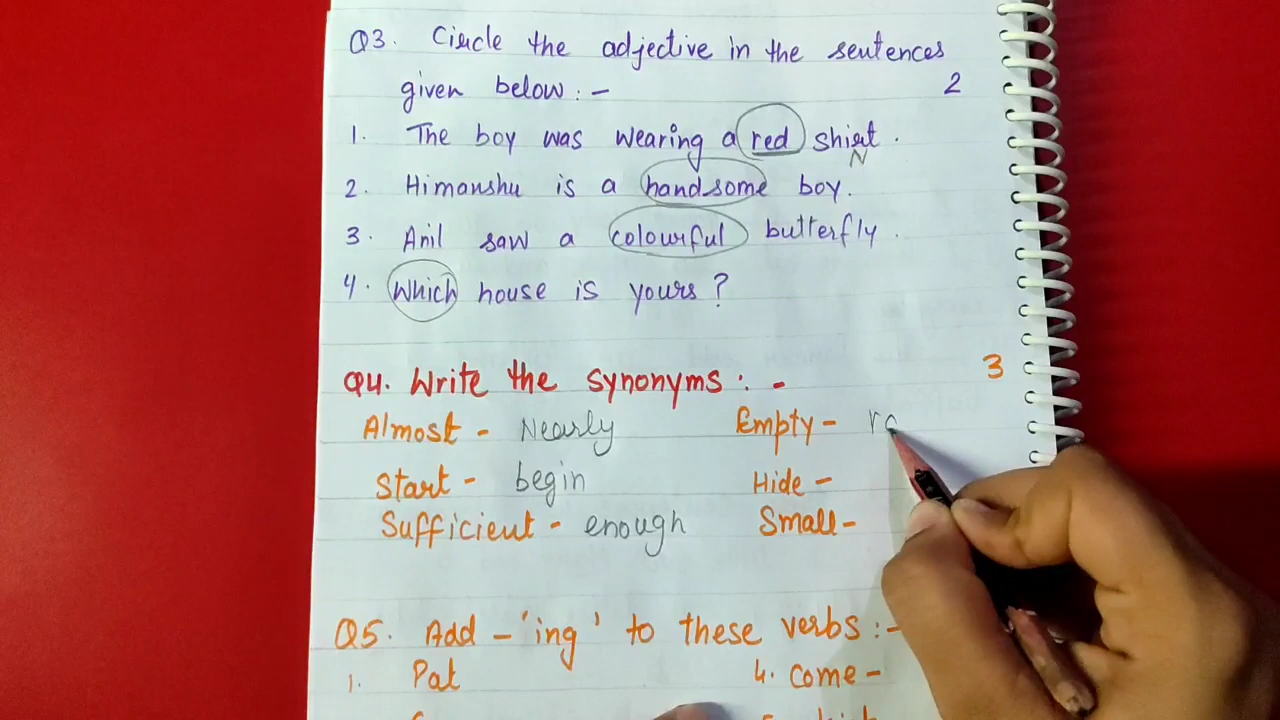 Q3. Circle the adjective in the sentences
given below :- 2
1. The boy was wearing a red shirt.
N
2. Himanshu is a handsome boy.
3. Anil saw a colourful butterfly.
4. Which house is yours?
Q4. Write the synonyms :- 3
Almost - Nearly Empty -
Start - begin Hide -
Sufficient - enough Small -
Q5. Add - 'ing' to these verbs :-
1. Pat 4. come -